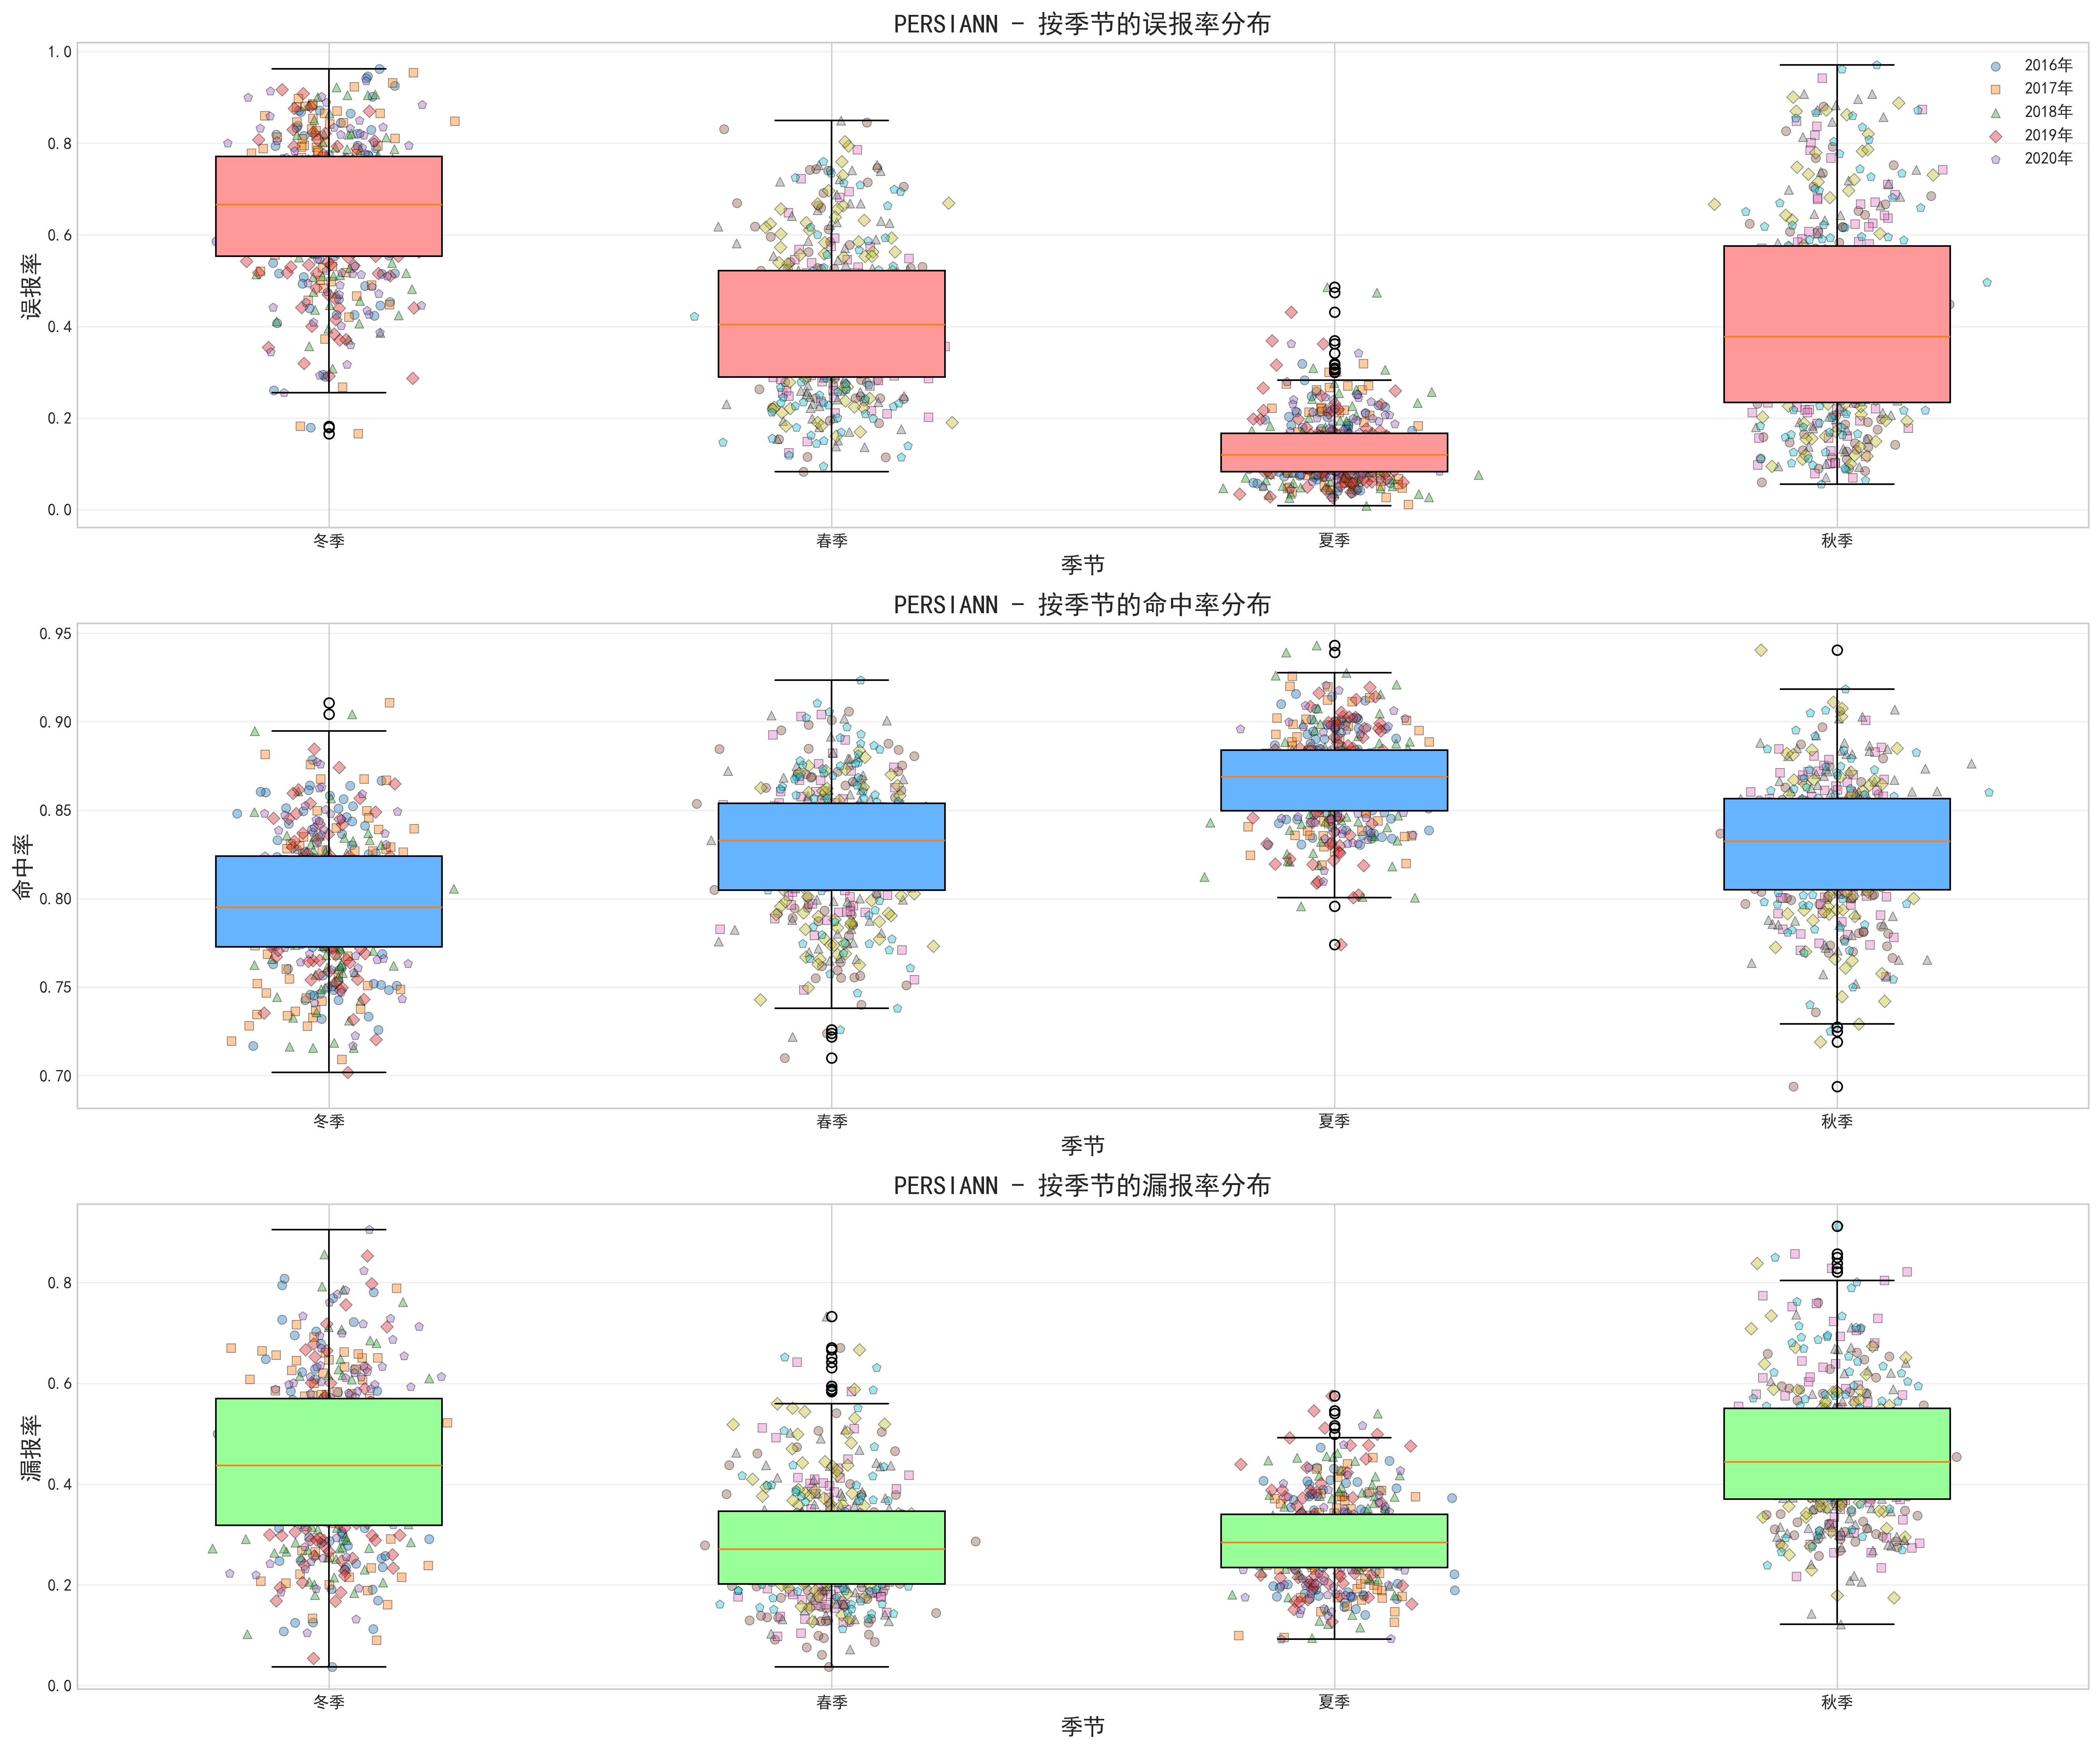 PERSIANN - 按季节的误报率分布
1.0
0.8
0.6
0.4
0.2
0.0
误报率
2016年
2017年
2018年
2019年
2020年
冬季 春季 夏季 秋季
季节
PERSIANN - 按季节的命中率分布
0.95
0.90
0.85
0.80
0.75
0.70
命中率
冬季 春季 夏季 秋季
季节
PERSIANN - 按季节的漏报率分布
0.8
0.6
0.4
0.2
0.0
漏报率
冬季 春季 夏季 秋季
季节